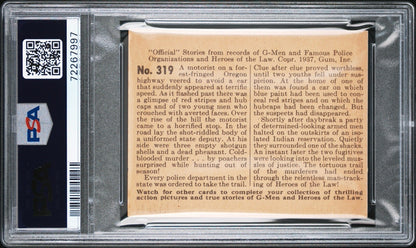 "Official" Stories from records of G-Men and Famous Police
Organizations and Heroes of the Law. Copr. 1937, Gum, Inc.
No. 319
A motorist on a for-
est-fringed Oregon
highway veered to avoid a ear
that suddenly appeared at terrific
speed. As it flashed past there was
a glimpse of red stripes and hub
caps and of two young men who
crouched with averted faces. Over
the rise of the hill the motorist
came to a horrified stop. In the
road lay the shot-riddled body of
a uniformed state deputy. At his
side were three empty shotgun
shells and a dead pheasant. Cold-
blooded murder . . . by poachers
surprised while hunting out of
season!
Every police department in the
state was ordered to take the trail.
Clue after clue proved worthless,
until two youths fell under sus-
picion. At the home of one of
them was found a car on which
blue paint had been used to con-
ceal red stripes and on which the
hubcaps had been changed. But
the suspects had disappeared.
Shortly after daybreak a party
of determined looking armed men
halted on the outskirts of an iso-
lated Indian reservation. Quietly
they surrounded one of the shacks.
An instant later the two fugitives
were looking into the leveled muz-
zles of justice. The tortuous trail
of the murderers had ended
through the relentless man-track-
ing of Heroes of the Law.
Watch for other cards to complete your collection of thrilling
action pictures and true stories of G-Men and Heroes of the Law.
PSA
72267997